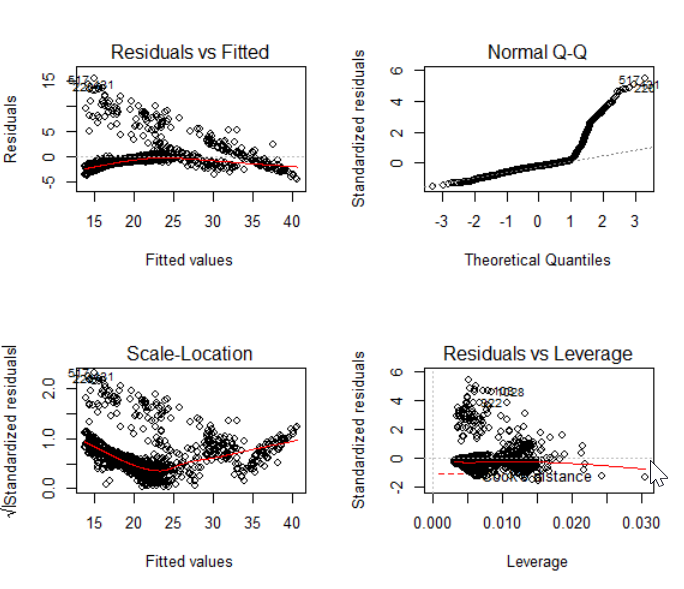 Residuals vs Fitted
Residuals
-5 0 5 15
15 20 25 30 35 40
Fitted values
Normal Q-Q
Standardized residuals
0 2 4 6
-3 -2 -1 0 1 2 3
Theoretical Quantiles
Scale-Location
√|Standardized residuals|
0.0 1.0 2.0
15 20 25 30 35 40
Fitted values
Residuals vs Leverage
Standardized residuals
-2 0 2 4 6
1028
Cook's distance
0.000 0.010 0.020 0.030
Leverage